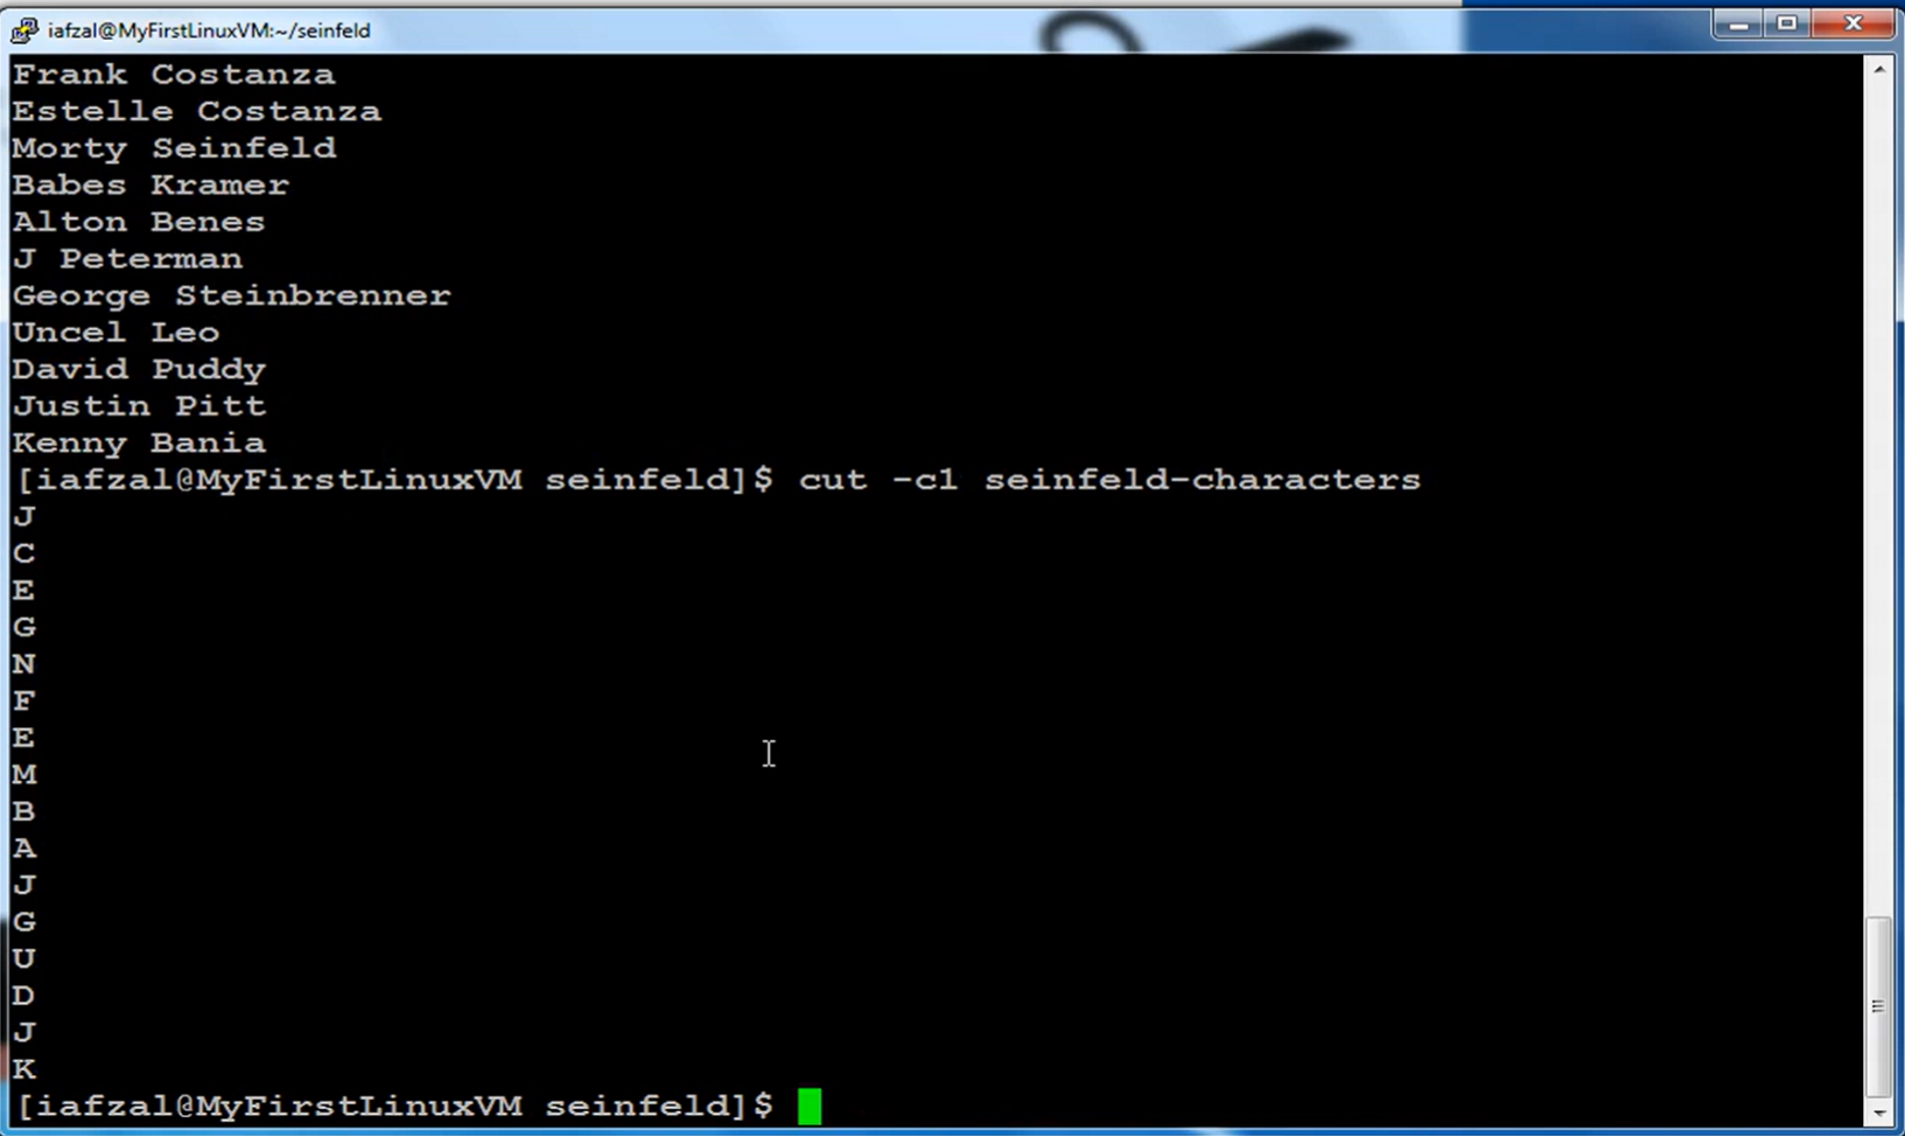 iafzal@MyFirstLinuxVM:~/seinfeld
Frank Costanza
Estelle Costanza
Morty Seinfeld
Babes Kramer
Alton Benes
J Peterman
George Steinbrenner
Uncel Leo
David Puddy
Justin Pitt
Kenny Bania
[iafzal@MyFirstLinuxVM seinfeld]$ cut -c1 seinfeld-characters
J
C
E
G
N
F
E
M
B
A
J
G
U
D
J
K
[iafzal@MyFirstLinuxVM seinfeld]$